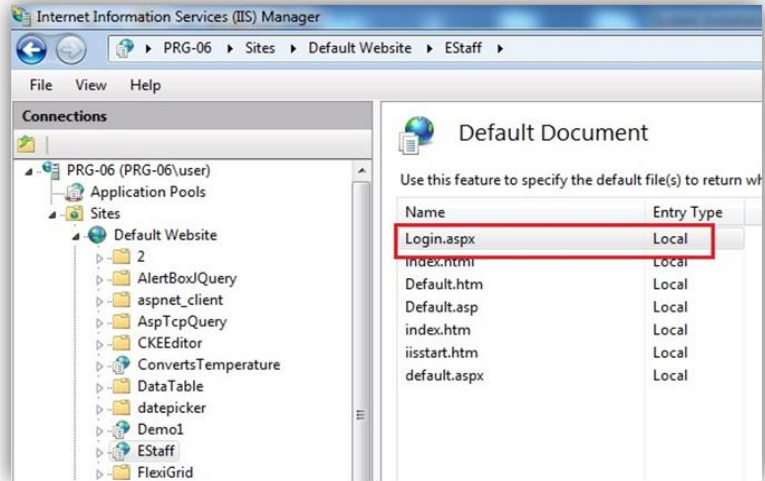 Internet Information Services (IIS) Manager
PRG-06 Sites Default Website EStaff
File View Help
Connections
PRG-06 (PRG-06\user)
Application Pools
Sites
Default Website
2
AlertBoxJQuery
aspnet_client
AspTcpQuery
CKEEditor
ConvertsTemperature
DataTable
datepicker
Demo1
EStaff
FlexiGrid
Default Document
Use this feature to specify the default file(s) to return
Name Entry Type
Login.aspx Local
index.html Local
Default.htm Local
Default.asp Local
index.htm Local
iisstart.htm Local
default.aspx Local